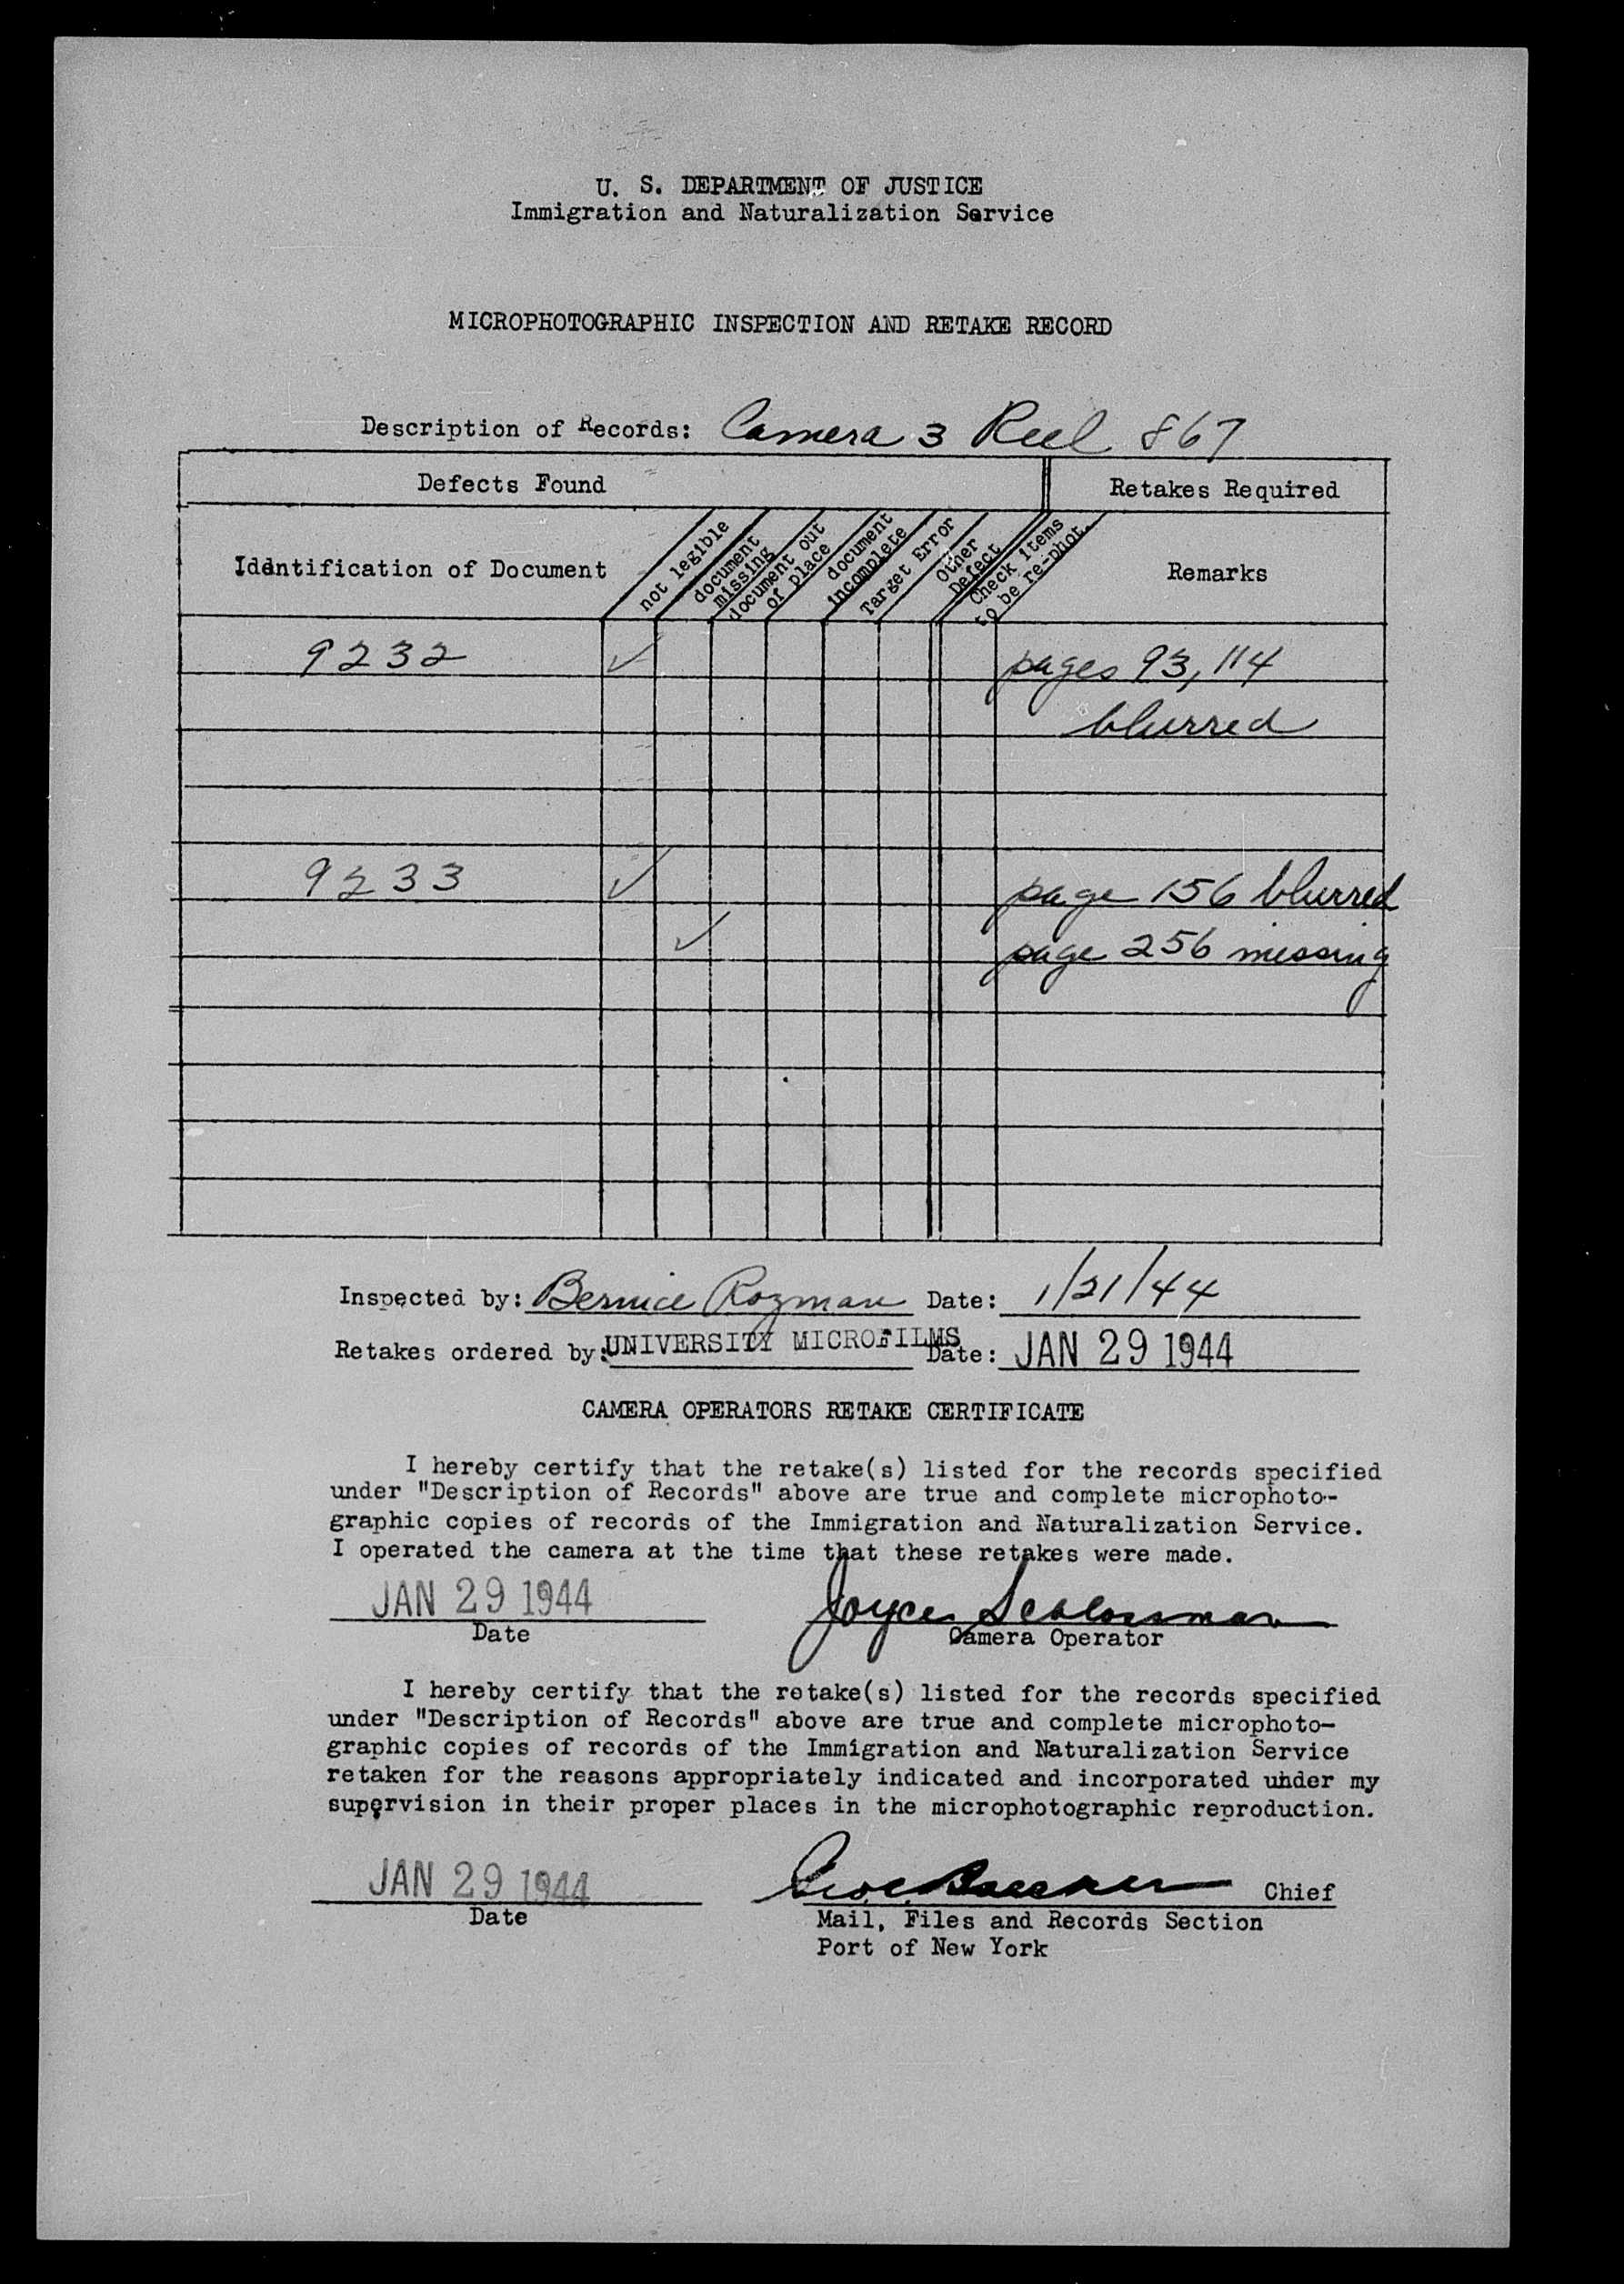 U. S. DEPARTMENT OF JUSTICE
Immigration and Naturalization Service
MICROPHOTOGRAPHIC INSPECTION AND RETAKE RECORD
Description of Records: Camera 3 Reel 867
Defects Found
Retakes Required
Identification of Document
not legible
document
missing
document out
of place
document
incomplete
Target Error
Other
Defect
Check items
to be re-phot.
Remarks
9232 ✓ pages 93, 114
blurred
9233 ✓ page 156 blurred
✓ page 256 missing
Inspected by: Bernice Rozman Date: 1/21/44
Retakes ordered by: UNIVERSITY MICROFILMS Date: JAN 29 1944
CAMERA OPERATORS RETAKE CERTIFICATE
I hereby certify that the retake(s) listed for the records specified
under "Description of Records" above are true and complete microphoto-
graphic copies of records of the Immigration and Naturalization Service.
I operated the camera at the time that these retakes were made.
JAN 29 1944 Joyce Schlossman
Date Camera Operator
I hereby certify that the retake(s) listed for the records specified
under "Description of Records" above are true and complete microphoto-
graphic copies of records of the Immigration and Naturalization Service
retaken for the reasons appropriately indicated and incorporated under my
supervision in their proper places in the microphotographic reproduction.
JAN 29 1944 Chief
Date Mail, Files and Records Section
Port of New York